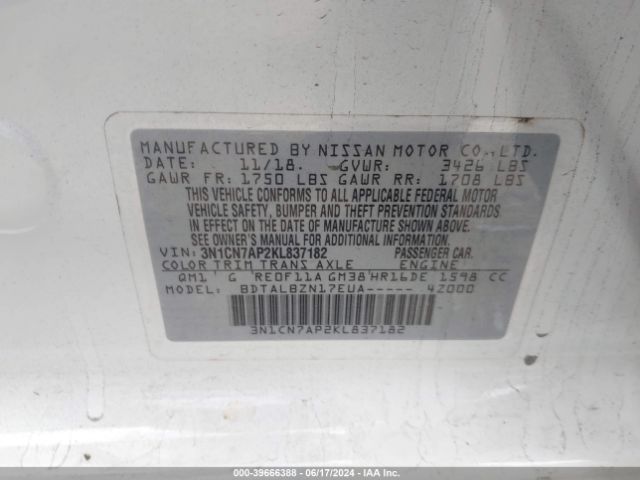 MANUFACTURED BY NISSAN MOTOR CO., LTD.
DATE: 11/18. GVWR: 3426 LBS
GAWR FR: 1750 LBS GAWR RR: 1708 LBS
THIS VEHICLE CONFORMS TO ALL APPLICABLE FEDERAL MOTOR
VEHICLE SAFETY, BUMPER AND THEFT PREVENTION STANDARDS
IN EFFECT ON THE DATE OF MANUFACTURE SHOWN ABOVE.
SEE OWNER'S MANUAL FOR ADDITIONAL INFORMATION.
VIN: 3N1CN7AP2KL837182 PASSENGER CAR.
COLOR TRIM TRANS AXLE ENGINE
QM1 G RE0F11A GM38 HR16DE 1598 CC
MODEL: BDTALBZN17EUA----- 42000
3N1CN7AP2KL837182
000-39666388 - 06/17/2024 - IAA Inc.